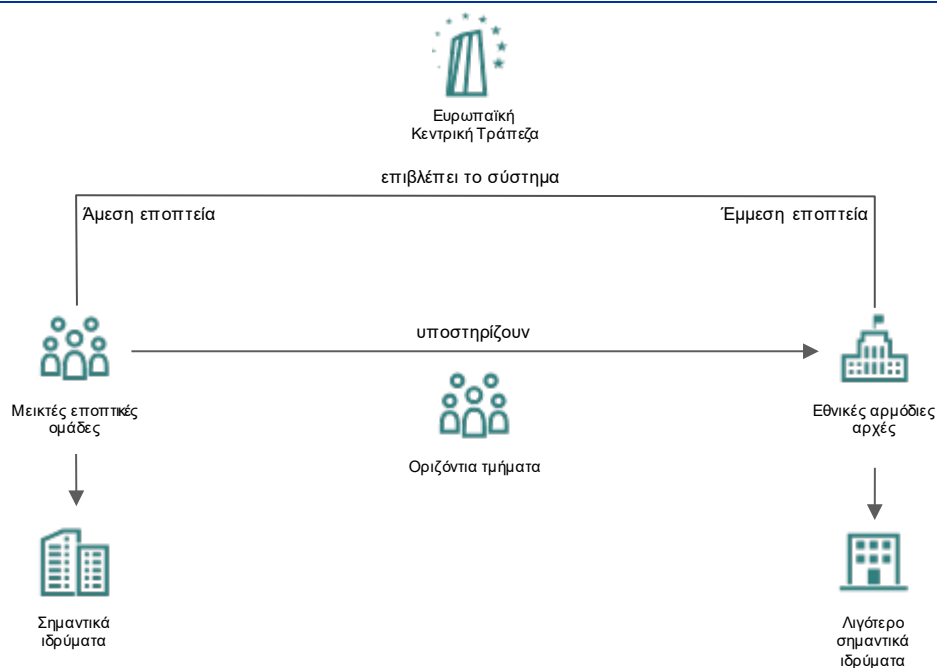 Ευρωπαϊκή
Κεντρική Τράπεζα
επιβλέπει το σύστημα
Άμεση εποπτεία
Έμμεση εποπτεία
υποστηρίζουν
Μεικτές εποπτικές
ομάδες
Οριζόντια τμήματα
Εθνικές αρμόδιες
αρχές
Σημαντικά
ιδρύματα
Λιγότερο
σημαντικά
ιδρύματα